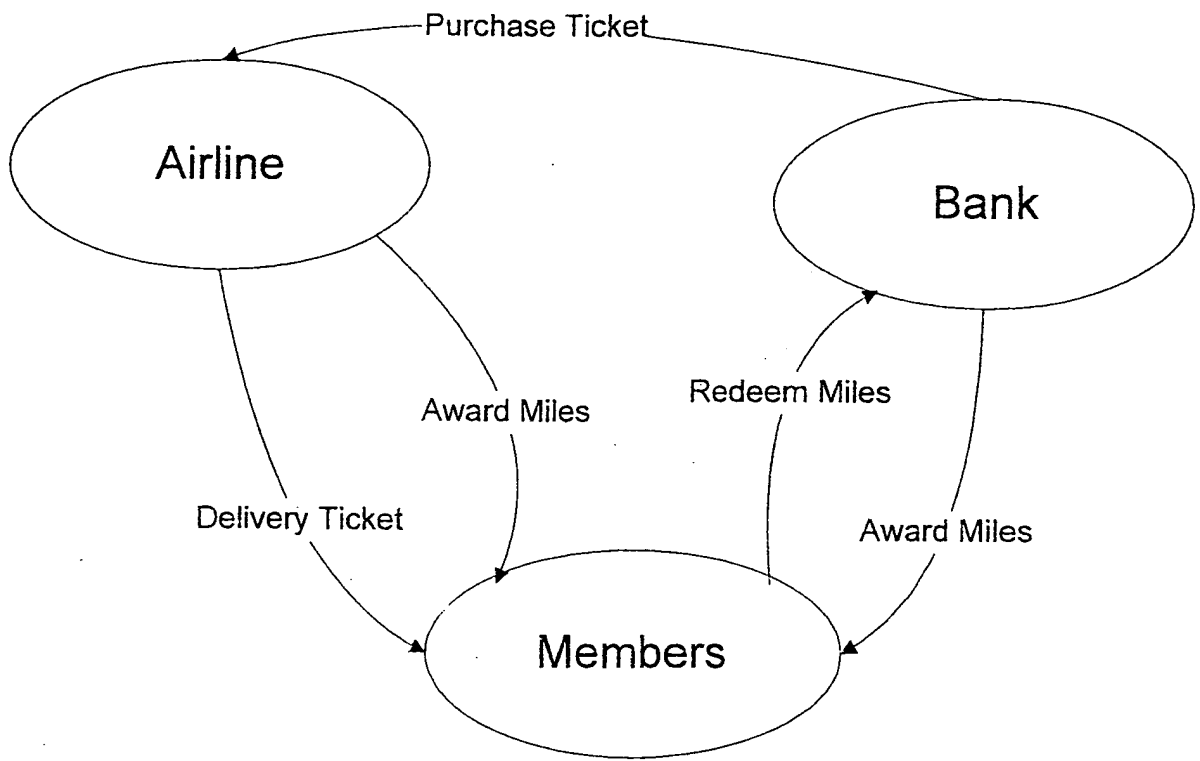 Purchase Ticket
Airline
Bank
Redeem Miles
Award Miles
Delivery Ticket
Award Miles
Members